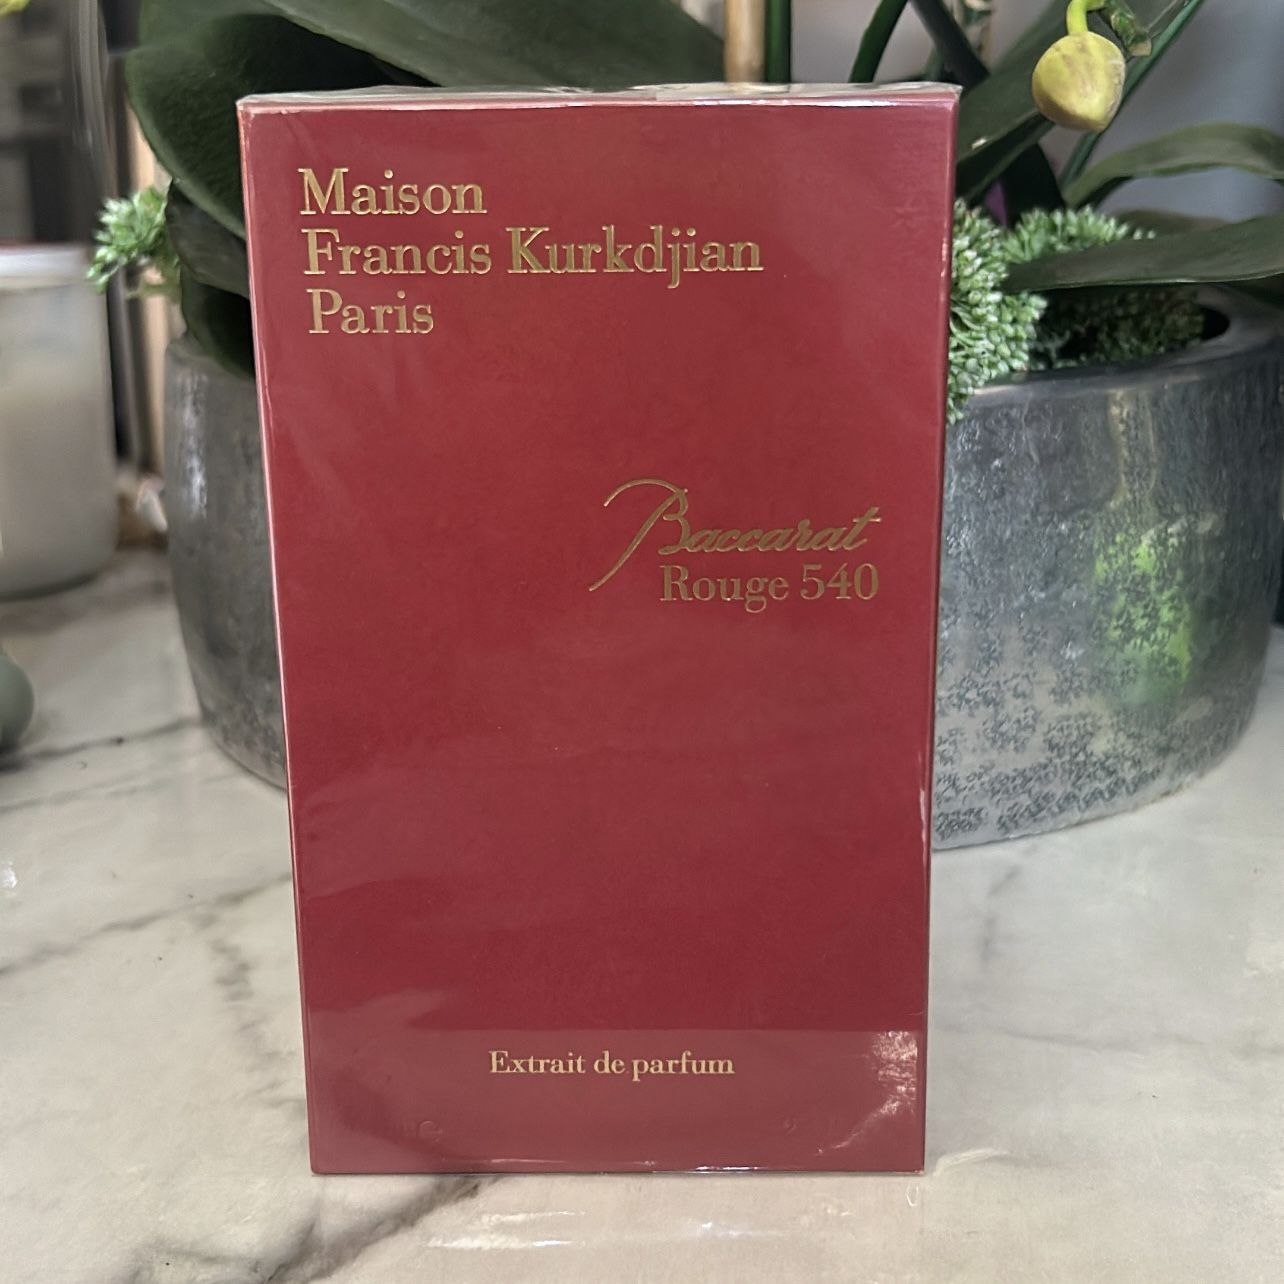 Maison
Francis Kurkdjian
Paris
Baccarat
Rouge 540
Extrait de parfum